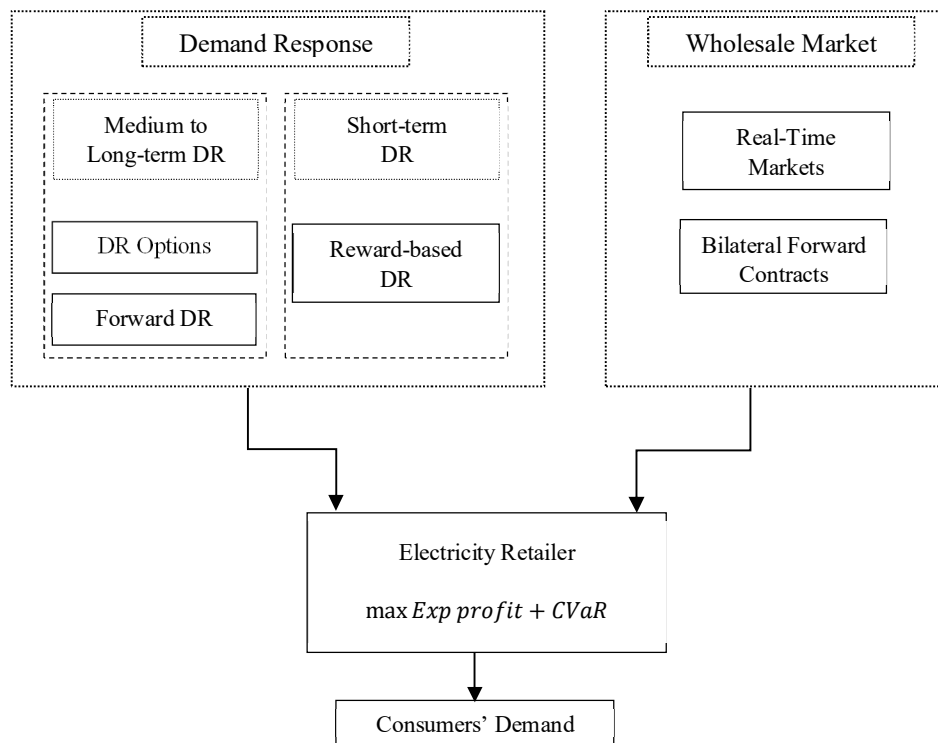 Demand Response
Medium to
Long-term DR
DR Options
Forward DR
Short-term
DR
Reward-based
DR
Wholesale Market
Real-Time
Markets
Bilateral Forward
Contracts
Electricity Retailer
max Exp profit + CVaR
Consumers’ Demand